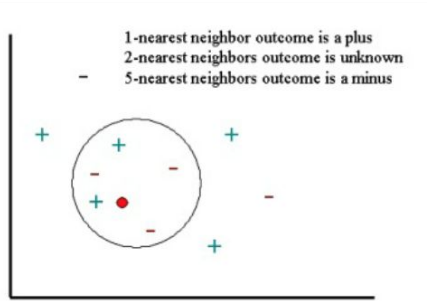 1-nearest neighbor outcome is a plus
2-nearest neighbors outcome is unknown
5-nearest neighbors outcome is a minus